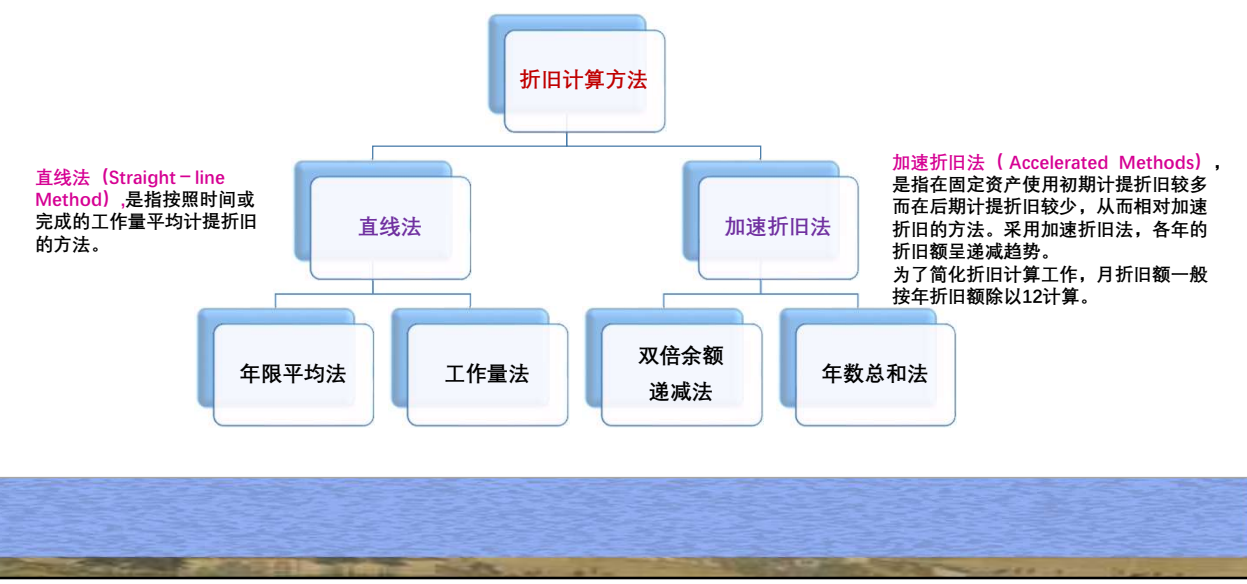 折旧计算方法
直线法（Straight－line
Method）,是指按照时间或
完成的工作量平均计提折旧
的方法。
直线法
加速折旧法
加速折旧法（ Accelerated Methods），
是指在固定资产使用初期计提折旧较多
而在后期计提折旧较少，从而相对加速
折旧的方法。采用加速折旧法，各年的
折旧额呈递减趋势。
为了简化折旧计算工作，月折旧额一般
按年折旧额除以12计算。
年限平均法
工作量法
双倍余额
递减法
年数总和法